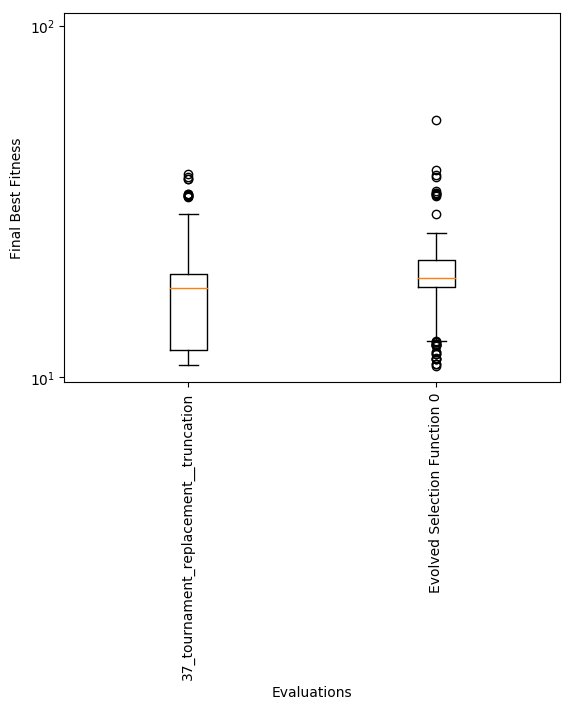 10²
Final Best Fitness
10¹
37_tournament_replacement__truncation
Evolved Selection Function 0
Evaluations